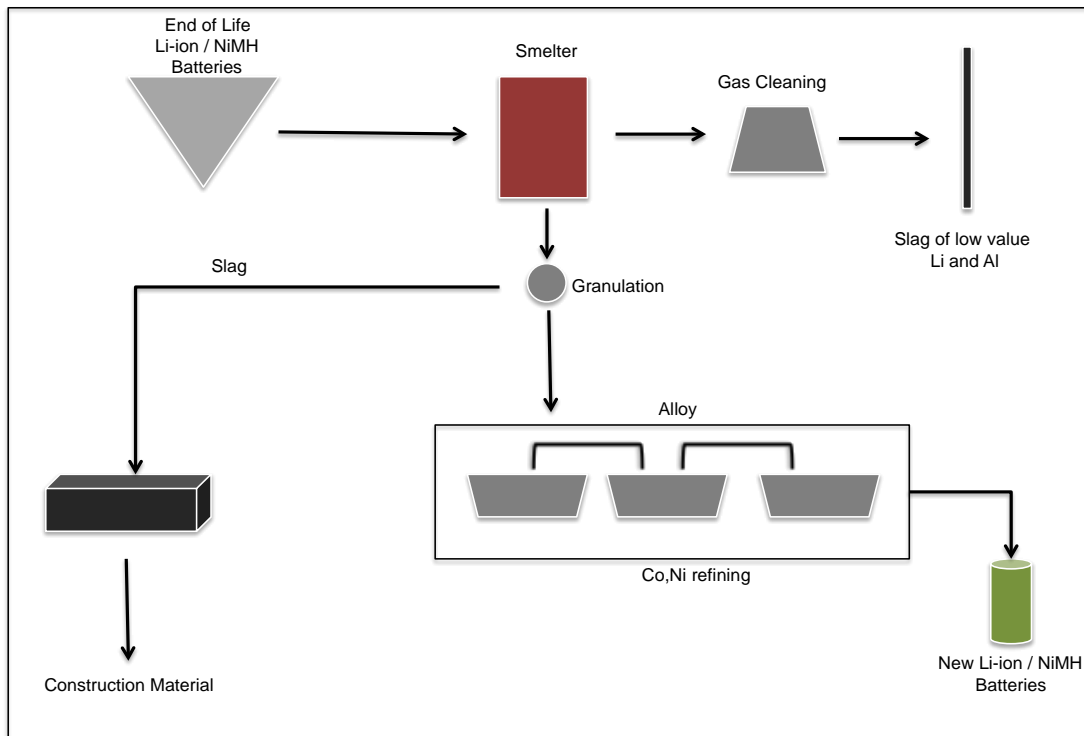 End of Life
Li-ion / NiMH
Batteries
Smelter
Gas Cleaning
Slag of low value
Li and Al
Slag
Granulation
Alloy
Co,Ni refining
New Li-ion / NiMH
Batteries
Construction Material